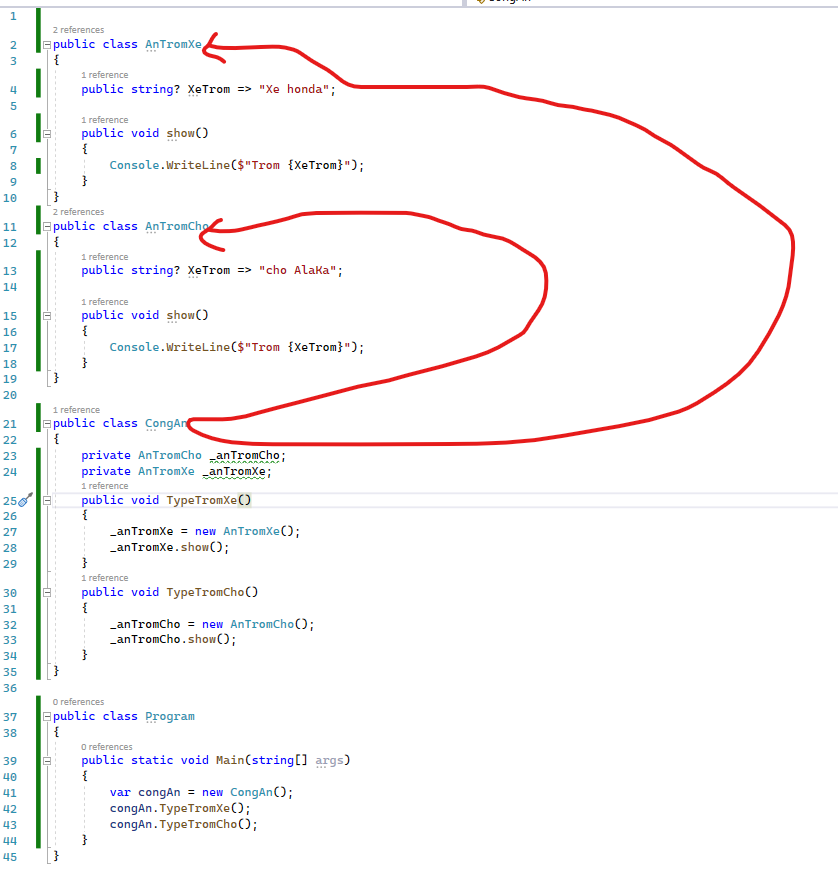 1
2 references
2 public class AnTromXe
3 {
1 reference
4 public string? XeTrom => "Xe honda";
5
1 reference
6 public void show()
7 {
8 Console.WriteLine($"Trom {XeTrom}");
9 }
10 }
2 references
11 public class AnTromCho
12 {
1 reference
13 public string? XeTrom => "cho AlaKa";
14
1 reference
15 public void show()
16 {
17 Console.WriteLine($"Trom {XeTrom}");
18 }
19 }
20
1 reference
21 public class CongAn
22 {
23 private AnTromCho _anTromCho;
24 private AnTromXe _anTromXe;
1 reference
25 public void TypeTromXe()
26 {
27 _anTromXe = new AnTromXe();
28 _anTromXe.show();
29 }
1 reference
30 public void TypeTromCho()
31 {
32 _anTromCho = new AnTromCho();
33 _anTromCho.show();
34 }
35 }
36
0 references
37 public class Program
38 {
0 references
39 public static void Main(string[] args)
40 {
41 var congAn = new CongAn();
42 congAn.TypeTromXe();
43 congAn.TypeTromCho();
44 }
45 }